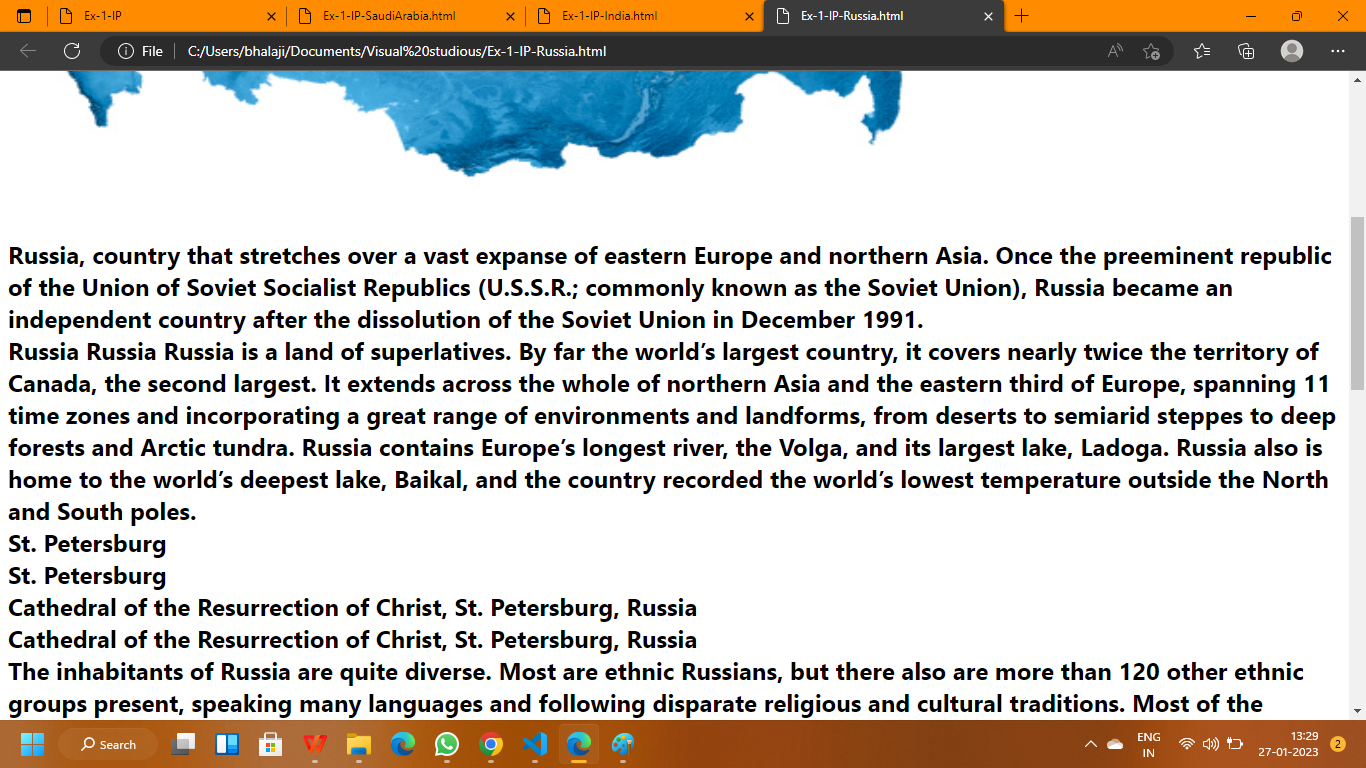 Ex-1-IP
Ex-1-IP-SaudiArabia.html
Ex-1-IP-India.html
Ex-1-IP-Russia.html
File
C:/Users/bhalaji/Documents/Visual%20studious/Ex-1-IP-Russia.html
Russia, country that stretches over a vast expanse of eastern Europe and northern Asia. Once the preeminent republic
of the Union of Soviet Socialist Republics (U.S.S.R.; commonly known as the Soviet Union), Russia became an
independent country after the dissolution of the Soviet Union in December 1991.
Russia Russia Russia is a land of superlatives. By far the world’s largest country, it covers nearly twice the territory of
Canada, the second largest. It extends across the whole of northern Asia and the eastern third of Europe, spanning 11
time zones and incorporating a great range of environments and landforms, from deserts to semiarid steppes to deep
forests and Arctic tundra. Russia contains Europe’s longest river, the Volga, and its largest lake, Ladoga. Russia also is
home to the world’s deepest lake, Baikal, and the country recorded the world’s lowest temperature outside the North
and South poles.
St. Petersburg
St. Petersburg
Cathedral of the Resurrection of Christ, St. Petersburg, Russia
Cathedral of the Resurrection of Christ, St. Petersburg, Russia
The inhabitants of Russia are quite diverse. Most are ethnic Russians, but there also are more than 120 other ethnic
groups present, speaking many languages and following disparate religious and cultural traditions. Most of the
Search
ENG
IN
13:29
27-01-2023
2